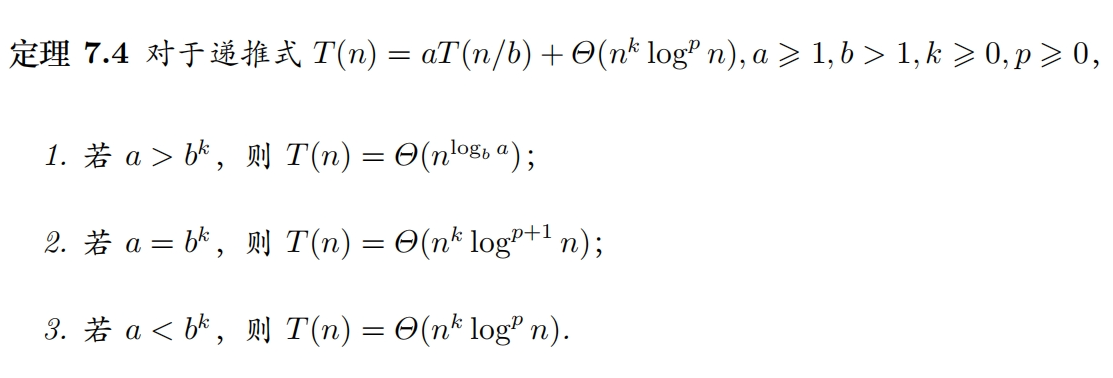 定理 7.4 对于递推式 T(n) = aT(n/b) + Θ(n^k log^p n), a ⩾ 1, b > 1, k ⩾ 0, p ⩾ 0,
1. 若 a > b^k, 则 T(n) = Θ(n^{log_b a});
2. 若 a = b^k, 则 T(n) = Θ(n^k log^{p+1} n);
3. 若 a < b^k, 则 T(n) = Θ(n^k log^p n).